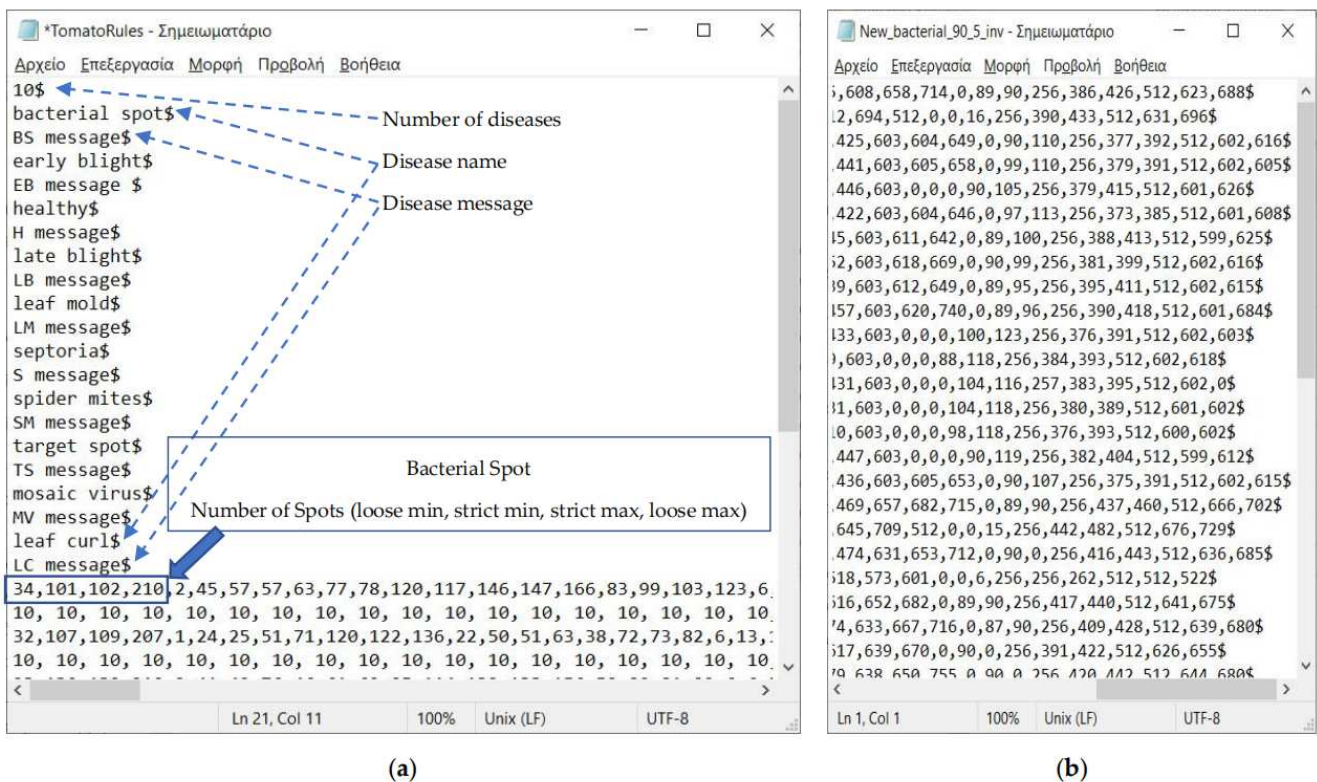 *TomatoRules - Σημειωματάριο
Αρχείο Επεξεργασία Μορφή Προβολή Βοήθεια
10$
bacterial spot$
BS message$
early blight$
EB message $
healthy$
H message$
late blight$
LB message$
leaf mold$
LM message$
septoria$
S message$
spider mites$
SM message$
target spot$
TS message$
mosaic virus$
MV message$
leaf curl$
LC message$
Number of diseases
Disease name
Disease message
Bacterial Spot
Number of Spots (loose min, strict min, strict max, loose max)
34,101,102,210,2,45,57,57,63,77,78,120,117,146,147,166,83,99,103,123,6
10, 10, 10, 10, 10, 10, 10, 10, 10, 10, 10, 10, 10, 10, 10, 10, 10, 10
32,107,109,207,1,24,25,51,71,120,122,136,22,50,51,63,38,72,73,82,6,13,
10, 10, 10, 10, 10, 10, 10, 10, 10, 10, 10, 10, 10, 10, 10, 10, 10, 10
Ln 21, Col 11 100% Unix (LF) UTF-8
(a)
New_bacterial_90_5_inv - Σημειωματάριο
Αρχείο Επεξεργασία Μορφή Προβολή Βοήθεια
,608,658,714,0,89,90,256,386,426,512,623,688$
2,694,512,0,0,16,256,390,433,512,631,696$
425,603,604,649,0,90,110,256,377,392,512,602,616$
441,603,605,658,0,99,110,256,379,391,512,602,605$
446,603,0,0,0,90,105,256,379,415,512,601,626$
422,603,604,646,0,97,113,256,373,385,512,601,608$
45,603,611,642,0,89,100,256,388,413,512,599,625$
52,603,618,669,0,90,99,256,381,399,512,602,616$
39,603,612,649,0,89,95,256,395,411,512,602,615$
457,603,620,740,0,89,96,256,390,418,512,601,684$
433,603,0,0,0,100,123,256,376,391,512,602,603$
,603,0,0,0,88,118,256,384,393,512,602,618$
431,603,0,0,0,104,116,257,383,395,512,602,0$
31,603,0,0,0,104,118,256,380,389,512,601,602$
0,603,0,0,0,98,118,256,376,393,512,600,602$
447,603,0,0,0,90,119,256,382,404,512,599,612$
436,603,605,653,0,90,107,256,375,391,512,602,615$
469,657,682,715,0,89,90,256,437,460,512,666,702$
645,709,512,0,0,15,256,442,482,512,676,729$
474,631,653,712,0,90,0,256,416,443,512,636,685$
518,573,601,0,0,6,256,256,262,512,512,522$
516,652,682,0,89,90,256,417,440,512,641,675$
74,633,667,716,0,87,90,256,409,428,512,639,680$
517,639,670,0,90,0,256,391,422,512,626,655$
79,638,650,755,0,90,0,256,420,442,512,644,680$
Ln 1, Col 1 100% Unix (LF) UTF-8
(b)